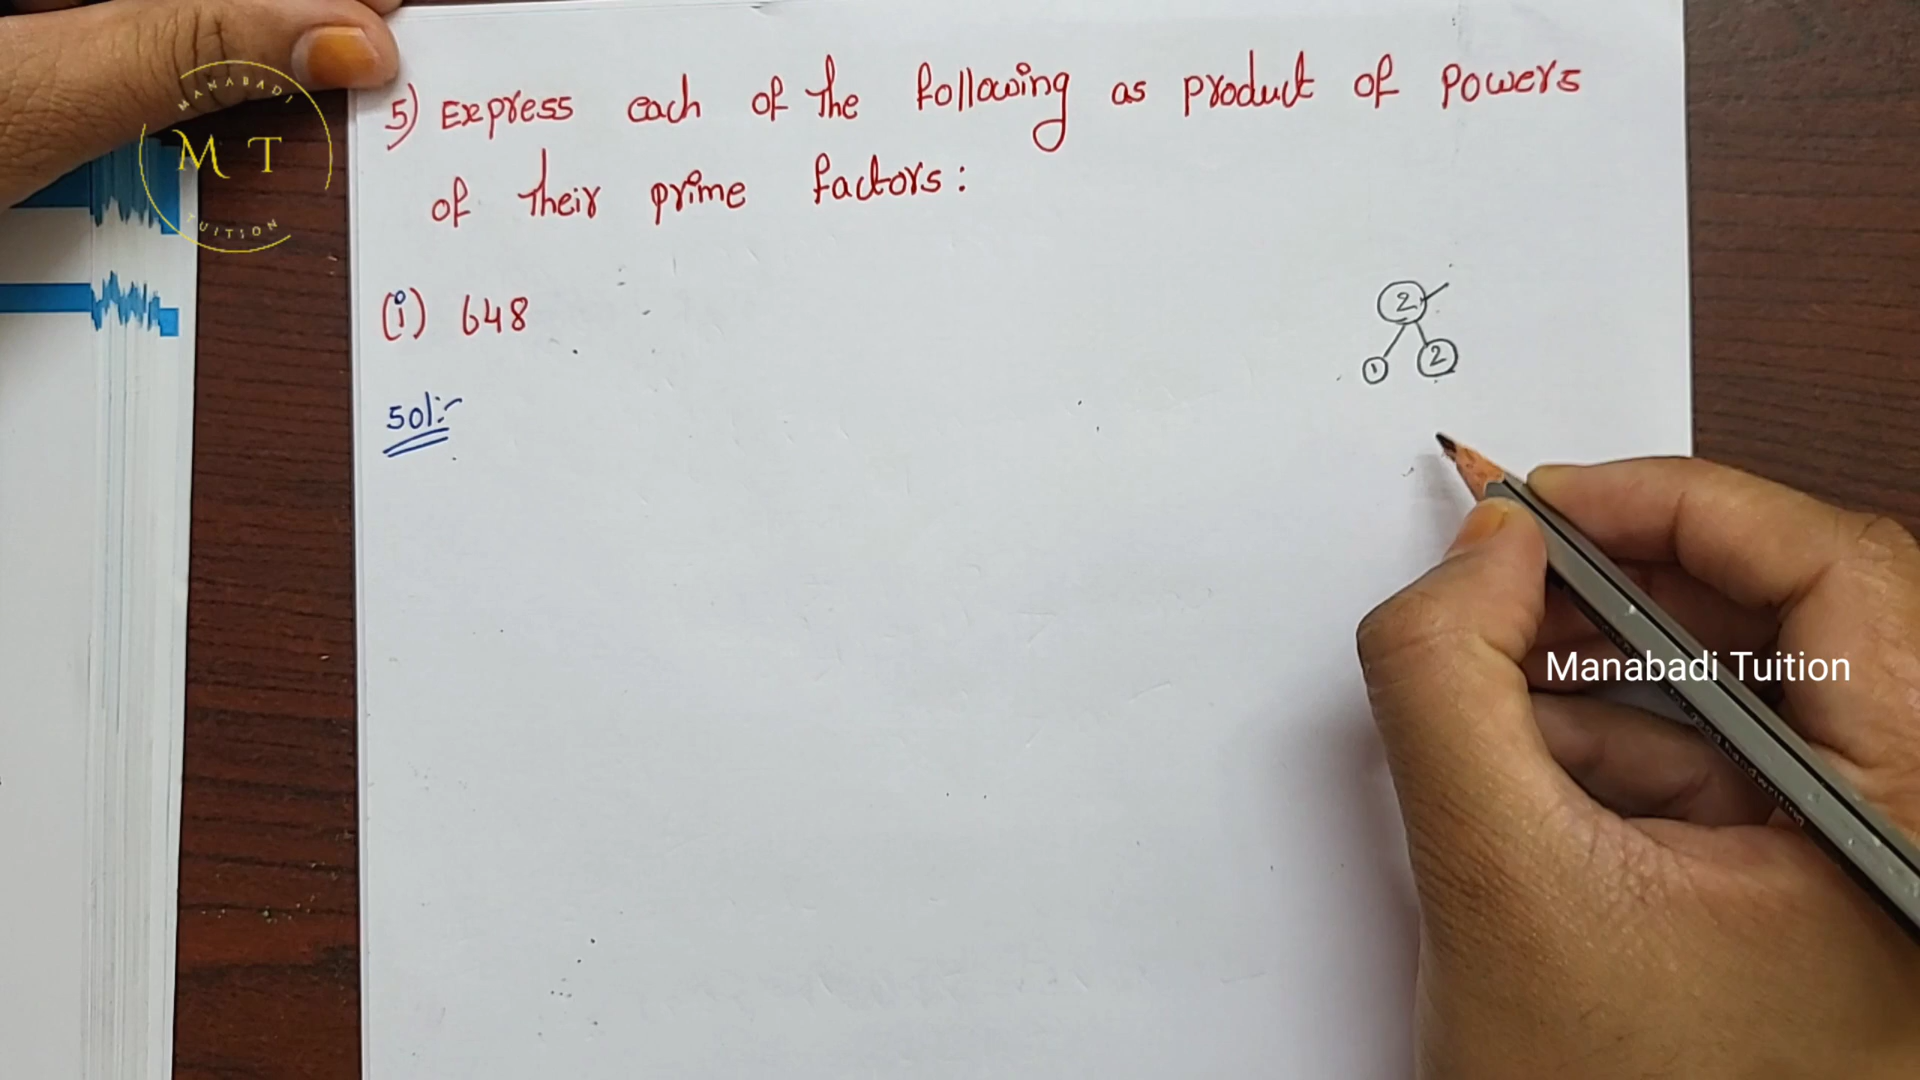 5) Express each of the following as product of powers
of their prime factors:
(i) 648
Sol:-
2
1 2
MANABADI
M T
TUITION
Manabadi Tuition